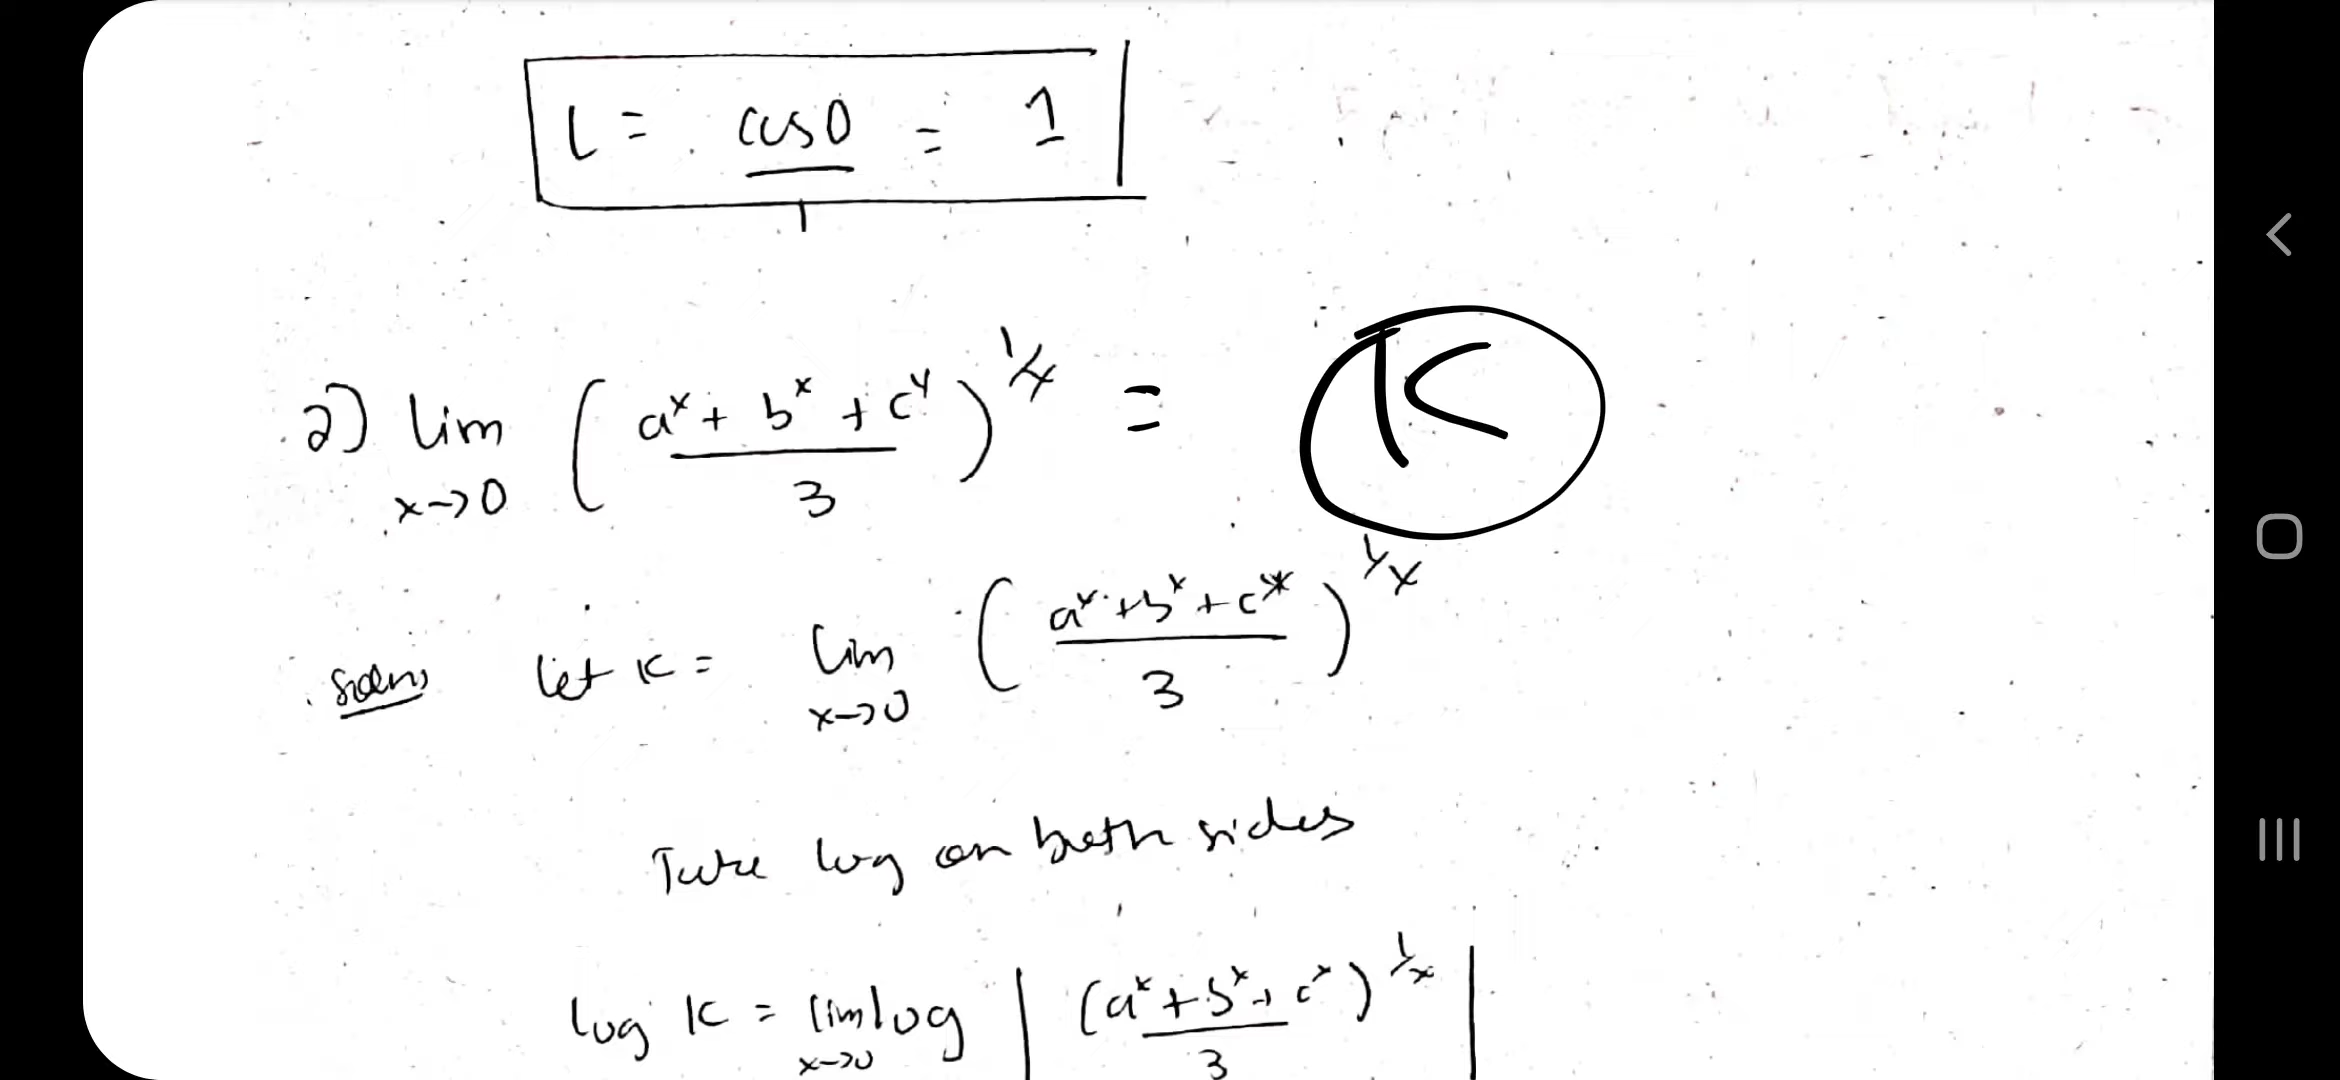 L = cos0 = 1
2) lim x→0 ( a^x + b^x + c^x / 3 )^1/x = K
soln, let K = lim x→0 ( a^x + b^x + c^x / 3 )^1/x
Take log on both sides
log K = lim x→0 log | ( a^x + b^x + c^x / 3 )^1/x |